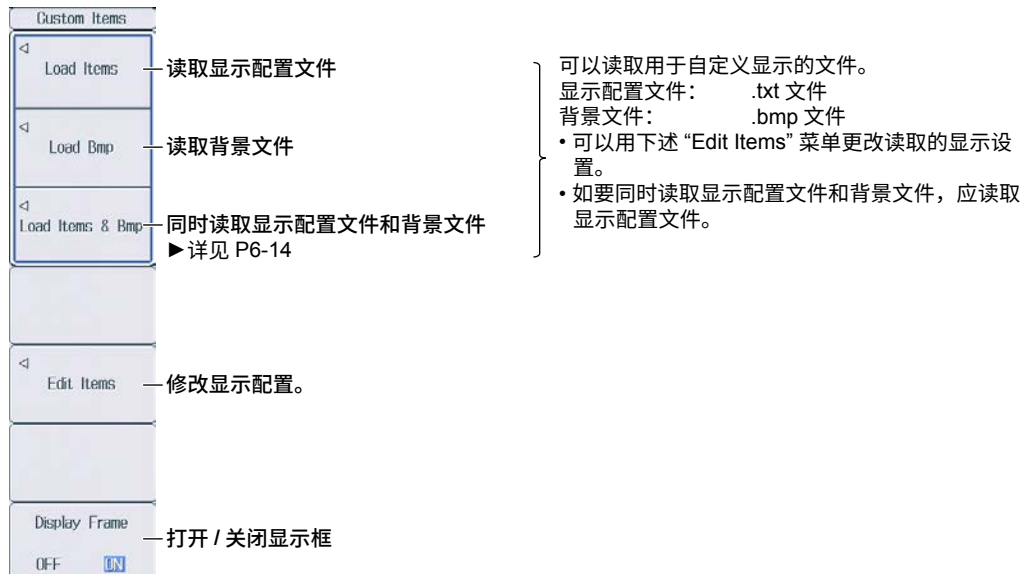 Custom Items
Load Items
读取显示配置文件
Load Bmp
读取背景文件
Load Items & Bmp
同时读取显示配置文件和背景文件
►详见 P6-14
可以读取用于自定义显示的文件。
显示配置文件： .txt 文件
背景文件： .bmp 文件
• 可以用下述 “Edit Items” 菜单更改读取的显示设
置。
• 如要同时读取显示配置文件和背景文件，应读取
显示配置文件。
Edit Items
修改显示配置。
Display Frame
OFF ON
打开 / 关闭显示框